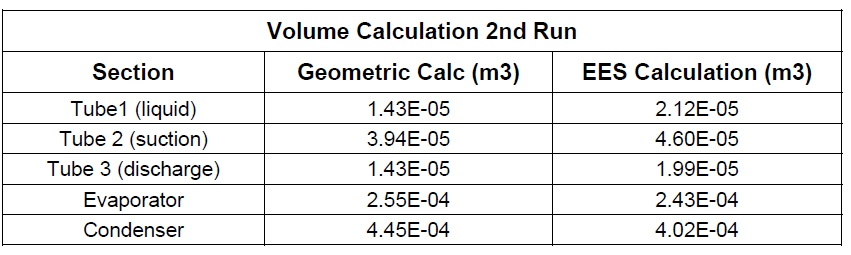 Volume Calculation 2nd Run
Section Geometric Calc (m3) EES Calculation (m3)
Tube1 (liquid) 1.43E-05 2.12E-05
Tube 2 (suction) 3.94E-05 4.60E-05
Tube 3 (discharge) 1.43E-05 1.99E-05
Evaporator 2.55E-04 2.43E-04
Condenser 4.45E-04 4.02E-04